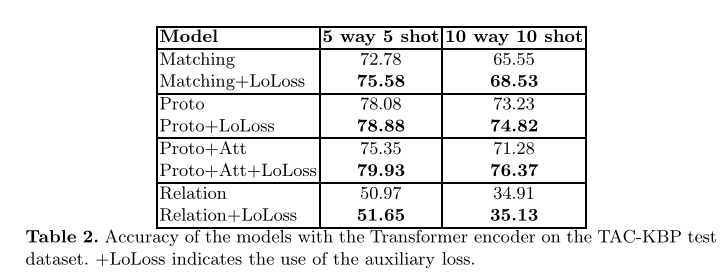 Model 5 way 5 shot 10 way 10 shot
Matching 72.78 65.55
Matching+LoLoss 75.58 68.53
Proto 78.08 73.23
Proto+LoLoss 78.88 74.82
Proto+Att 75.35 71.28
Proto+Att+LoLoss 79.93 76.37
Relation 50.97 34.91
Relation+LoLoss 51.65 35.13
Table 2. Accuracy of the models with the Transformer encoder on the TAC-KBP test
dataset. +LoLoss indicates the use of the auxiliary loss.